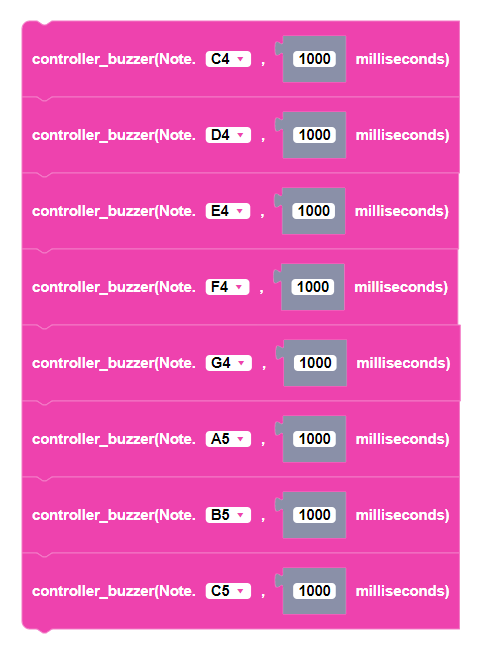 controller_buzzer(Note. C4 , 1000 milliseconds)
controller_buzzer(Note. D4 , 1000 milliseconds)
controller_buzzer(Note. E4 , 1000 milliseconds)
controller_buzzer(Note. F4 , 1000 milliseconds)
controller_buzzer(Note. G4 , 1000 milliseconds)
controller_buzzer(Note. A5 , 1000 milliseconds)
controller_buzzer(Note. B5 , 1000 milliseconds)
controller_buzzer(Note. C5 , 1000 milliseconds)